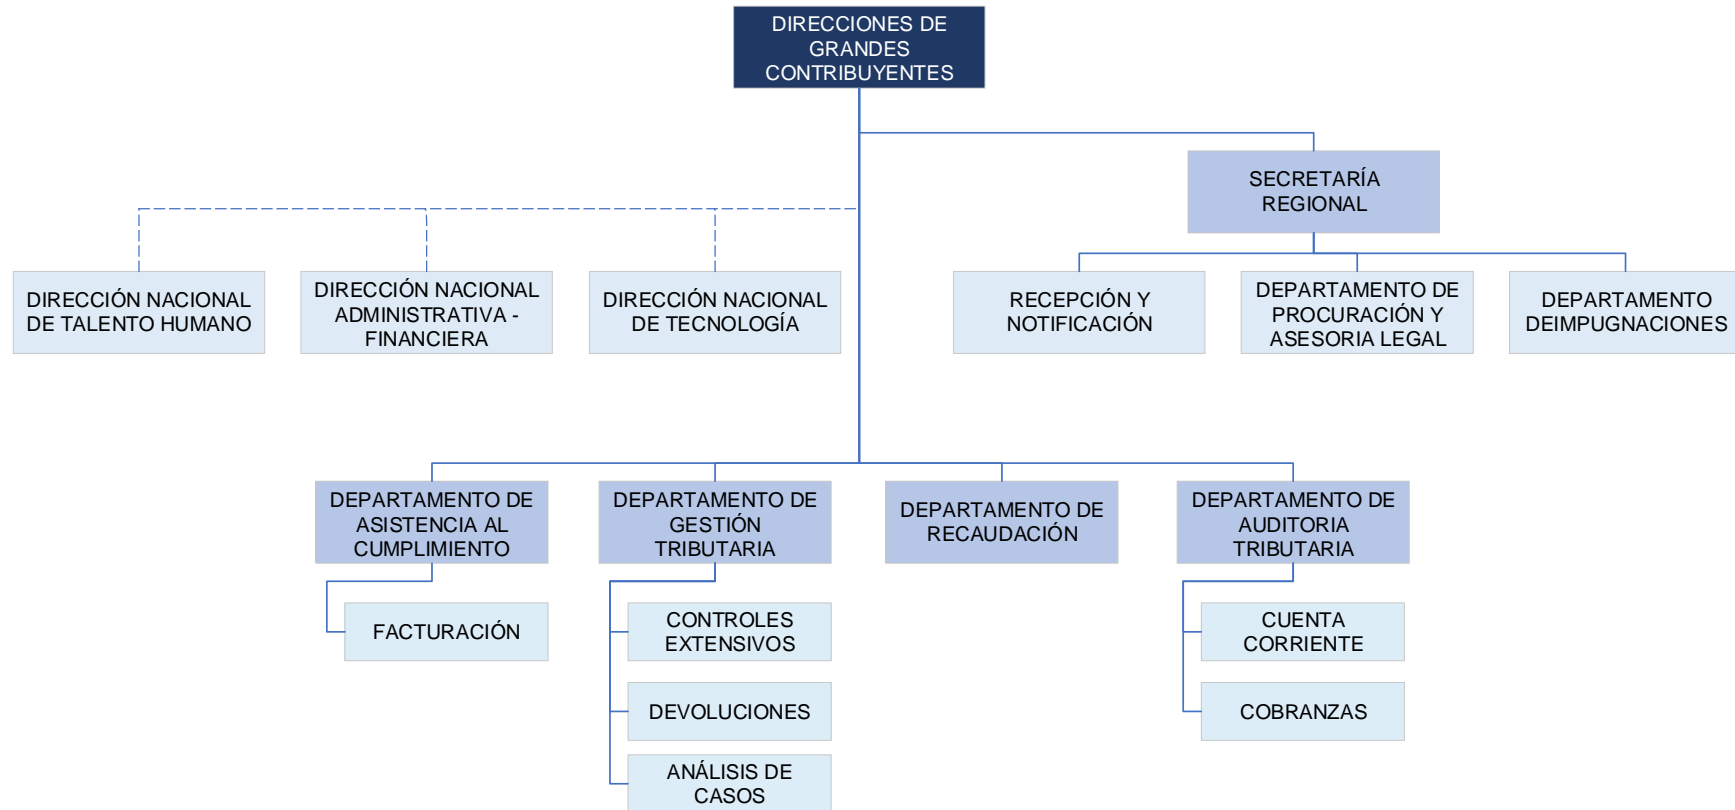 DIRECCIONES DE
GRANDES
CONTRIBUYENTES
SECRETARÍA
REGIONAL
DIRECCIÓN NACIONAL
DE TALENTO HUMANO
DIRECCIÓN NACIONAL
ADMINISTRATIVA -
FINANCIERA
DIRECCIÓN NACIONAL
DE TECNOLOGÍA
RECEPCIÓN Y
NOTIFICACIÓN
DEPARTAMENTO DE
PROCURACIÓN Y
ASESORIA LEGAL
DEPARTAMENTO
DEIMPUGNACIONES
DEPARTAMENTO DE
ASISTENCIA AL
CUMPLIMIENTO
DEPARTAMENTO DE
GESTIÓN
TRIBUTARIA
DEPARTAMENTO DE
RECAUDACIÓN
DEPARTAMENTO DE
AUDITORIA
TRIBUTARIA
FACTURACIÓN
CONTROLES
EXTENSIVOS
CUENTA
CORRIENTE
DEVOLUCIONES
COBRANZAS
ANÁLISIS DE
CASOS